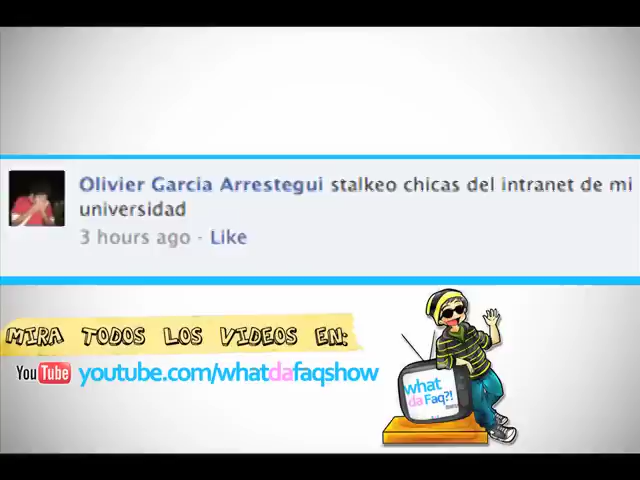 Olivier Garcia Arrestegui stalkeo chicas del intranet de mi
universidad
3 hours ago - Like
MIRA TODOS LOS VIDEOS EN:
YouTube youtube.com/whatdafaqshow
what
da Faq?!